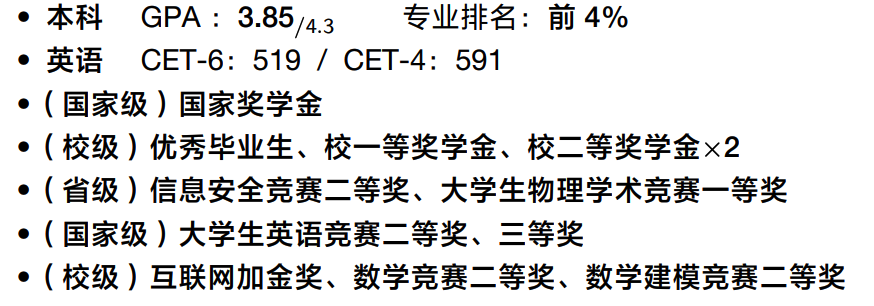 • 本科 GPA：3.85/4.3 专业排名：前 4%
• 英语 CET-6：519 / CET-4：591
•（国家级）国家奖学金
•（校级）优秀毕业生、校一等奖学金、校二等奖学金×2
•（省级）信息安全竞赛二等奖、大学生物理学术竞赛一等奖
•（国家级）大学生英语竞赛二等奖、三等奖
•（校级）互联网加金奖、数学竞赛二等奖、数学建模竞赛二等奖